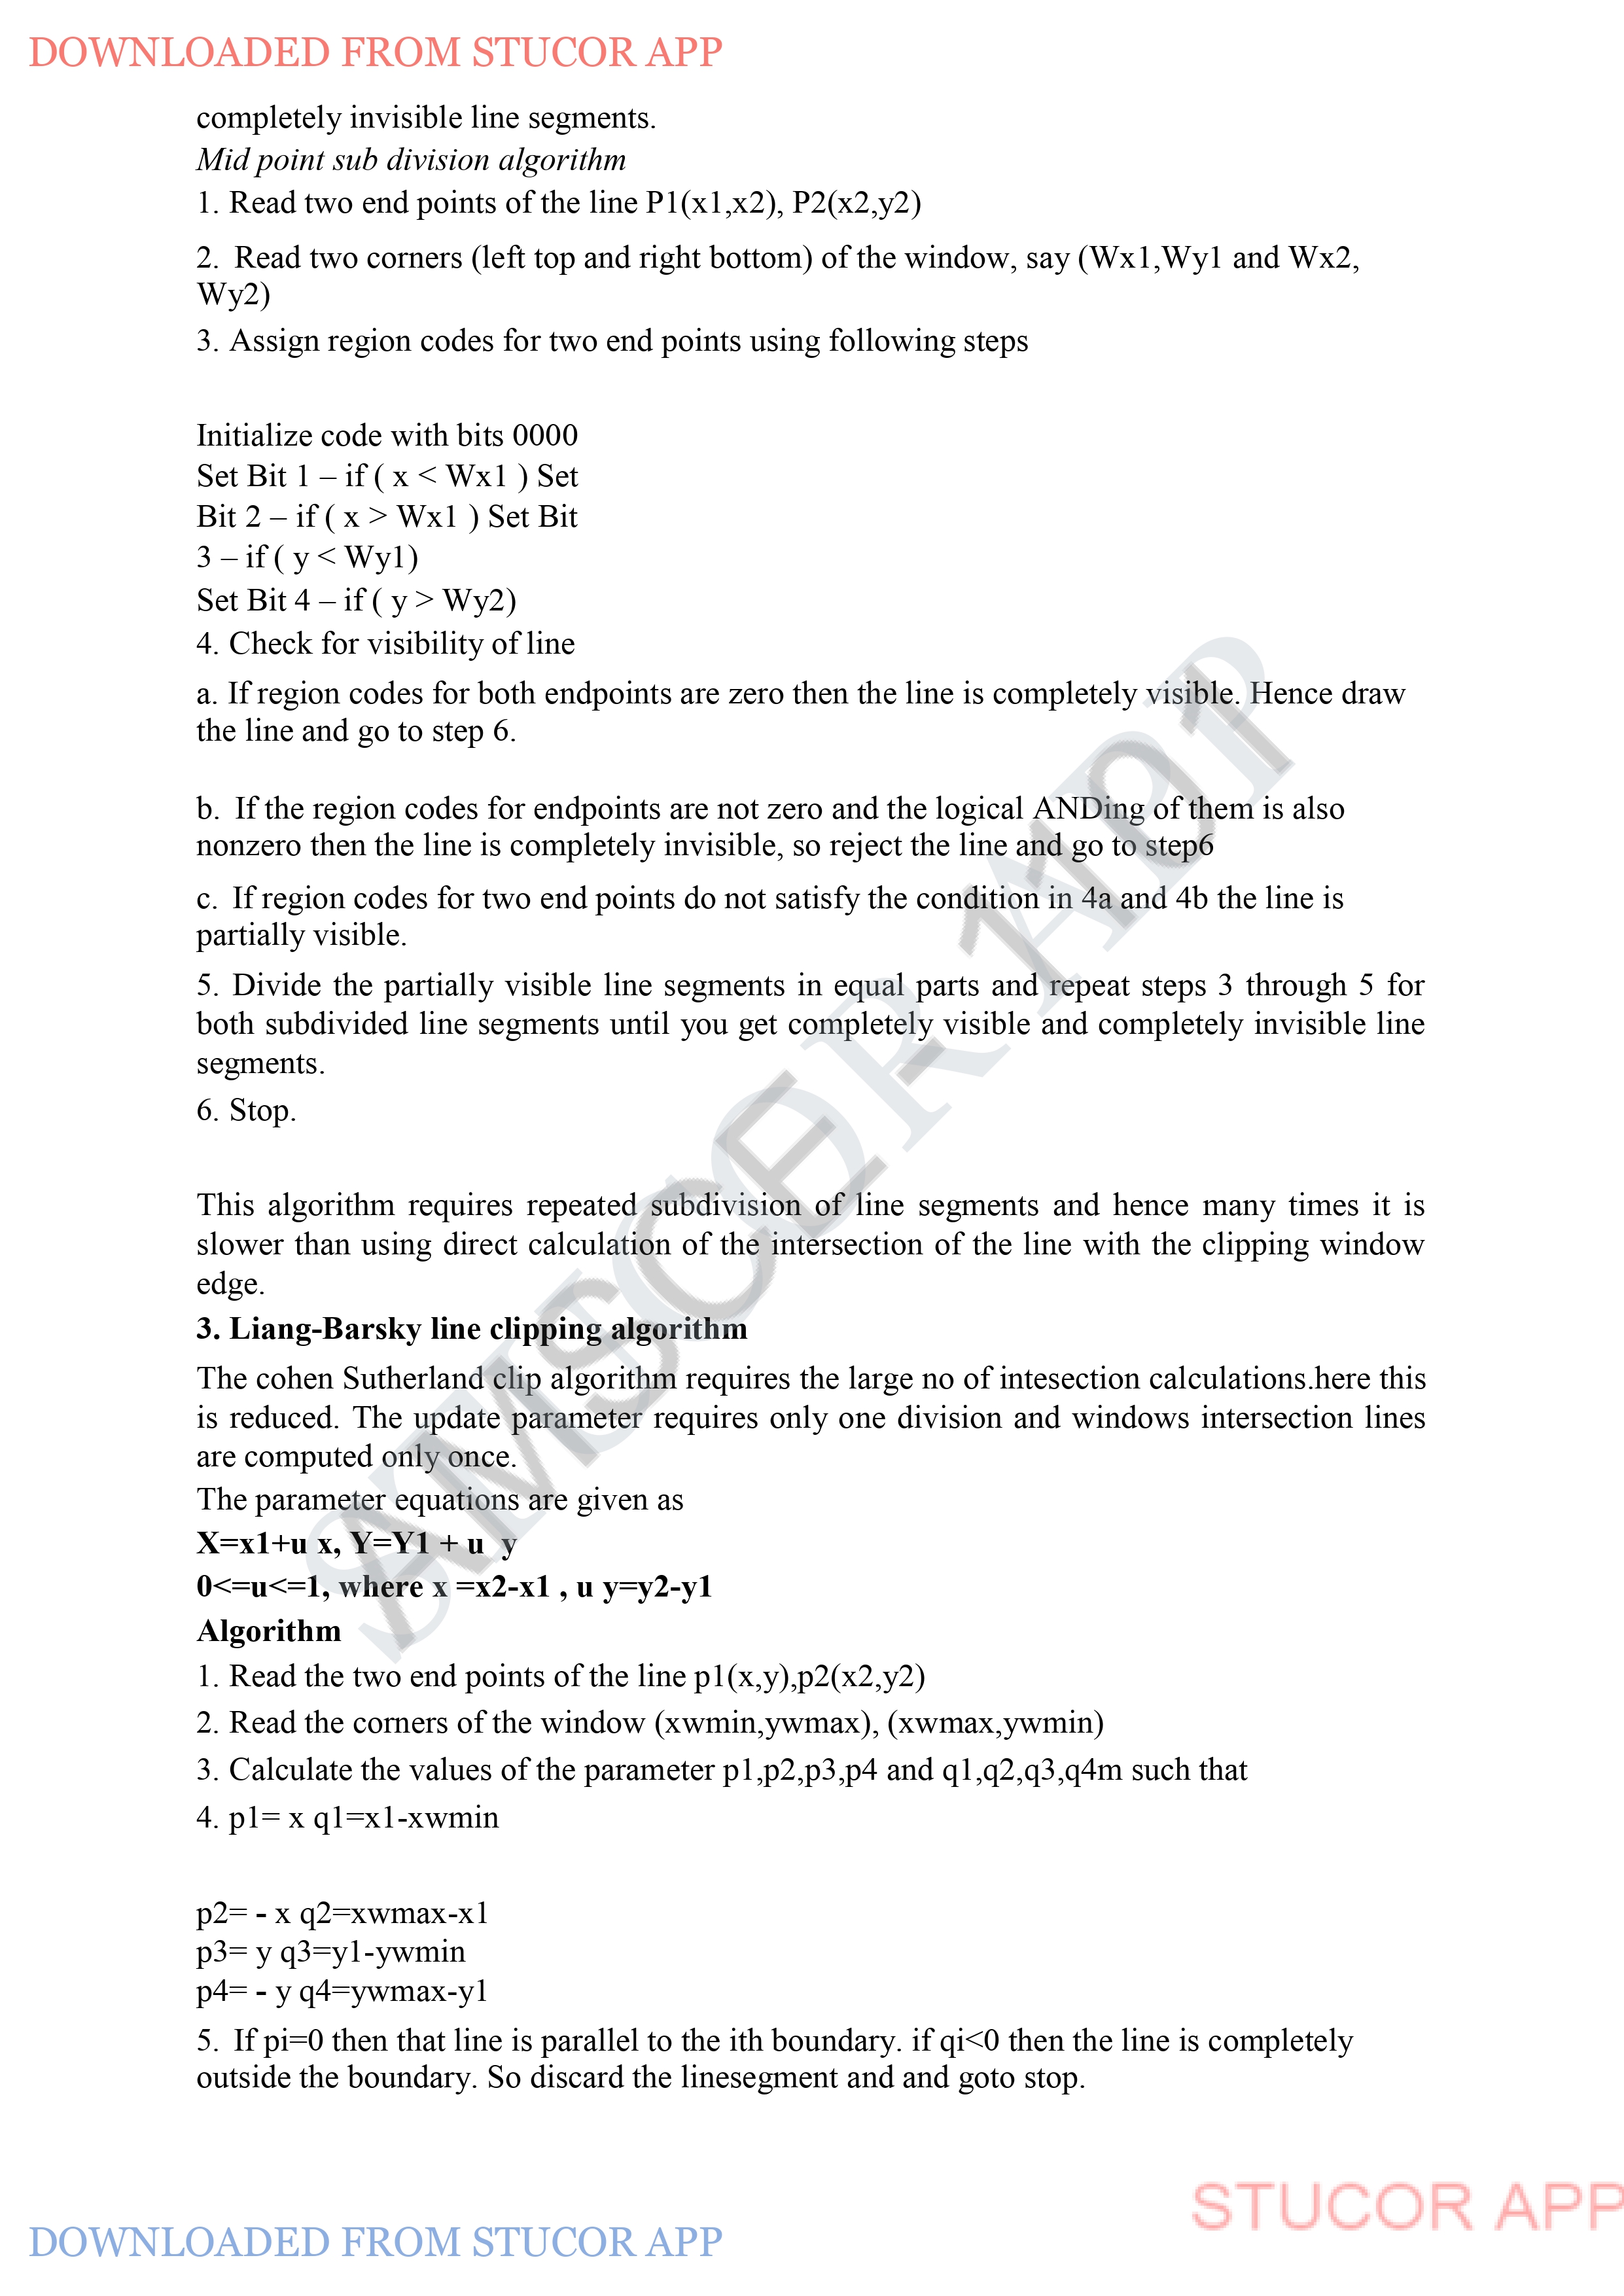 DOWNLOADED FROM STUCOR APP
completely invisible line segments.
Mid point sub division algorithm
1. Read two end points of the line P1(x1,x2), P2(x2,y2)
2. Read two corners (left top and right bottom) of the window, say (Wx1,Wy1 and Wx2,
Wy2)
3. Assign region codes for two end points using following steps
Initialize code with bits 0000
Set Bit 1 – if ( x < Wx1 ) Set
Bit 2 – if ( x > Wx1 ) Set Bit
3 – if ( y < Wy1)
Set Bit 4 – if ( y > Wy2)
4. Check for visibility of line
a. If region codes for both endpoints are zero then the line is completely visible. Hence draw
the line and go to step 6.
b. If the region codes for endpoints are not zero and the logical ANDing of them is also
nonzero then the line is completely invisible, so reject the line and go to step6
c. If region codes for two end points do not satisfy the condition in 4a and 4b the line is
partially visible.
5. Divide the partially visible line segments in equal parts and repeat steps 3 through 5 for
both subdivided line segments until you get completely visible and completely invisible line
segments.
6. Stop.
This algorithm requires repeated subdivision of line segments and hence many times it is
slower than using direct calculation of the intersection of the line with the clipping window
edge.
3. Liang-Barsky line clipping algorithm
The cohen Sutherland clip algorithm requires the large no of intesection calculations.here this
is reduced. The update parameter requires only one division and windows intersection lines
are computed only once.
The parameter equations are given as
X=x1+u x, Y=Y1 + u  y
0<=u<=1, where x =x2-x1 , u y=y2-y1
Algorithm
1. Read the two end points of the line p1(x,y),p2(x2,y2)
2. Read the corners of the window (xwmin,ywmax), (xwmax,ywmin)
3. Calculate the values of the parameter p1,p2,p3,p4 and q1,q2,q3,q4m such that
4. p1= x q1=x1-xwmin
p2= - x q2=xwmax-x1
p3= y q3=y1-ywmin
p4= - y q4=ywmax-y1
5. If pi=0 then that line is parallel to the ith boundary. if qi<0 then the line is completely
outside the boundary. So discard the linesegment and and goto stop.
STUCOR APP
AMSCE - 1101
STUCOR APP
DOWNLOADED FROM STUCOR APP